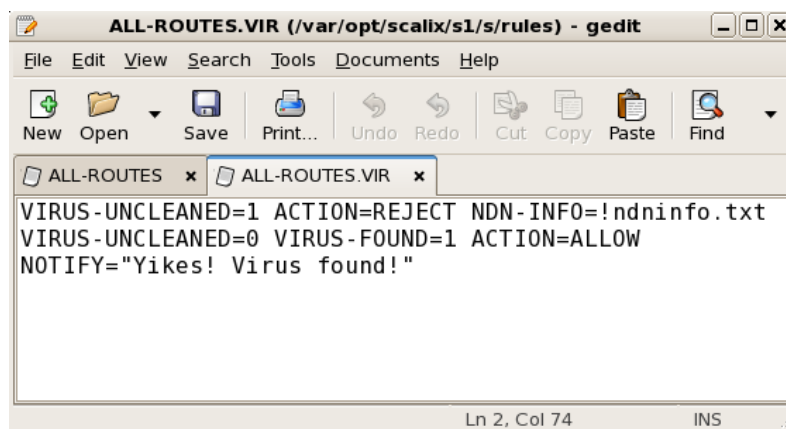 ALL-ROUTES.VIR (/var/opt/scalix/s1/s/rules) - gedit
File Edit View Search Tools Documents Help
New Open Save Print... Undo Redo Cut Copy Paste Find
ALL-ROUTES x ALL-ROUTES.VIR x
VIRUS-UNCLEANED=1 ACTION=REJECT NDN-INFO=!ndninfo.txt
VIRUS-UNCLEANED=0 VIRUS-FOUND=1 ACTION=ALLOW
NOTIFY="Yikes! Virus found!"
Ln 2, Col 74 INS